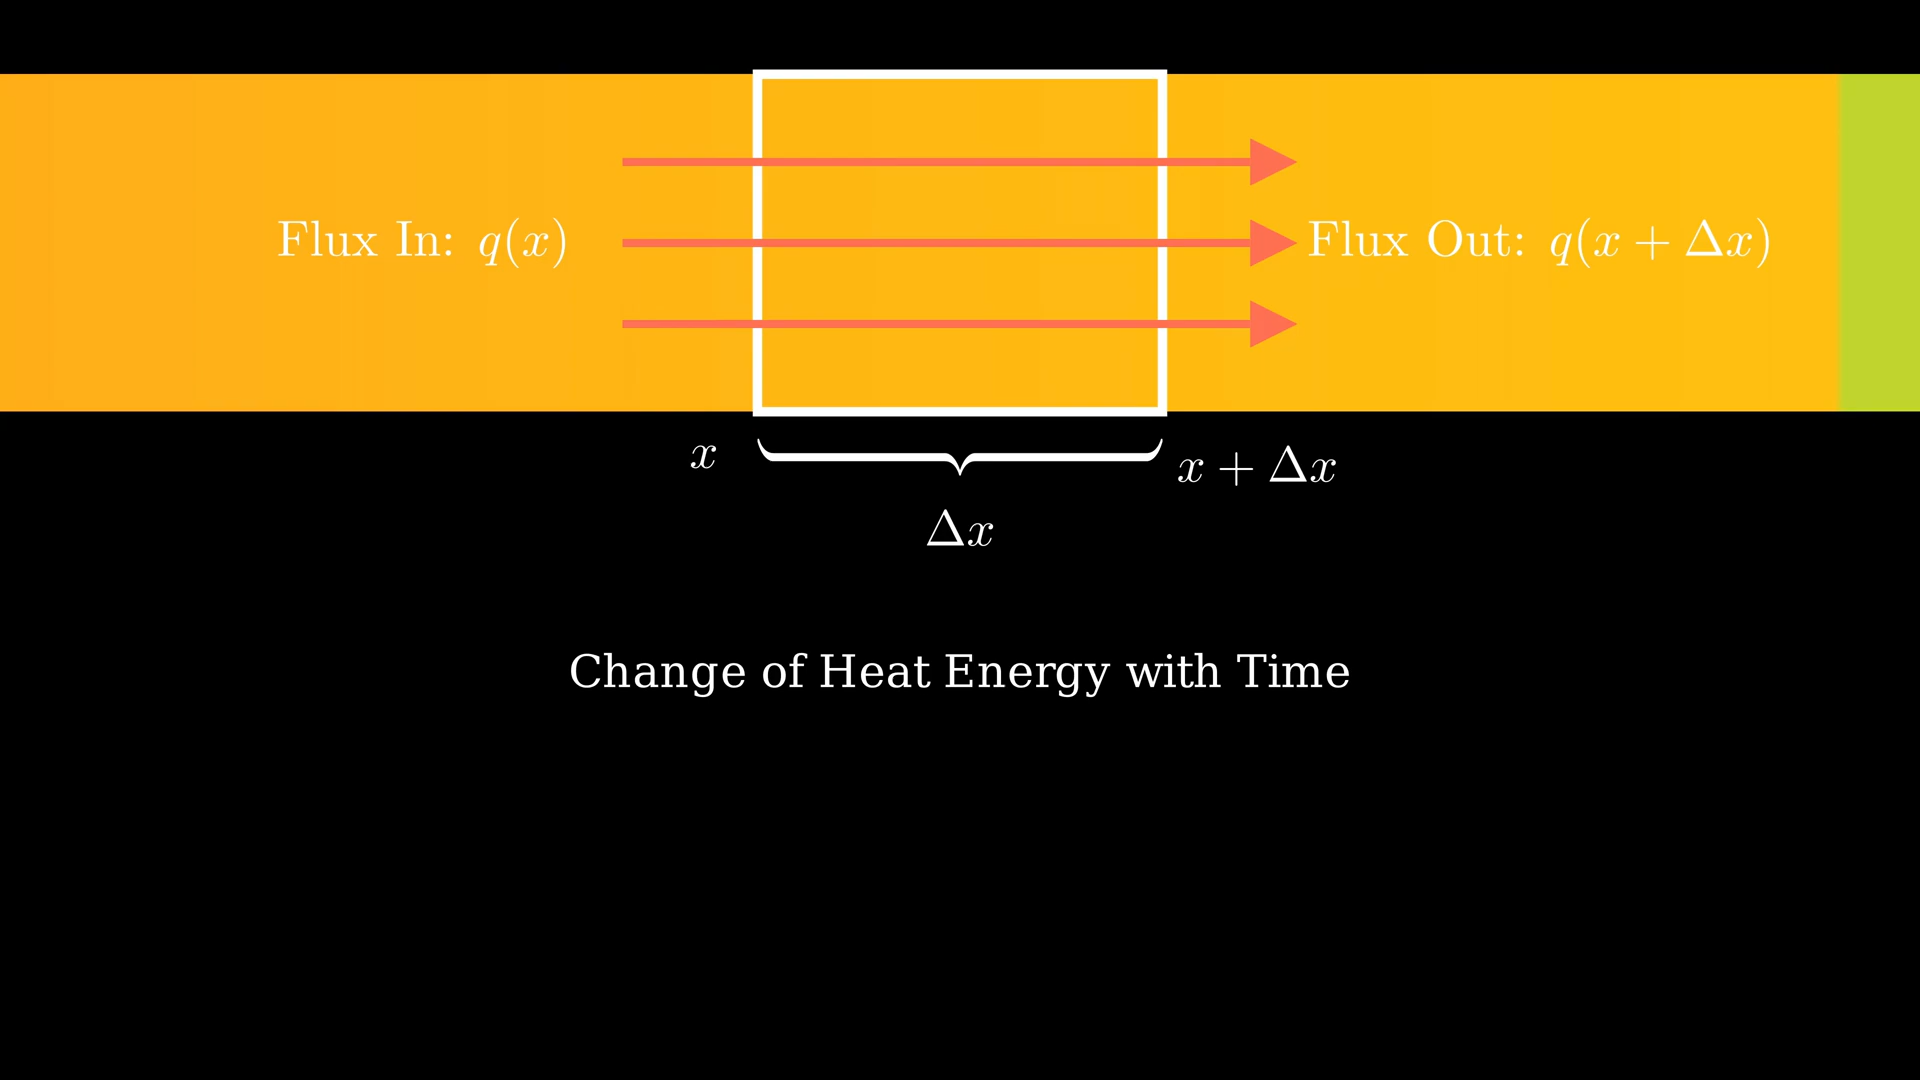 Flux In: q(x)
Flux Out: q(x + Δx)
x
x + Δx
Δx
Change of Heat Energy with Time